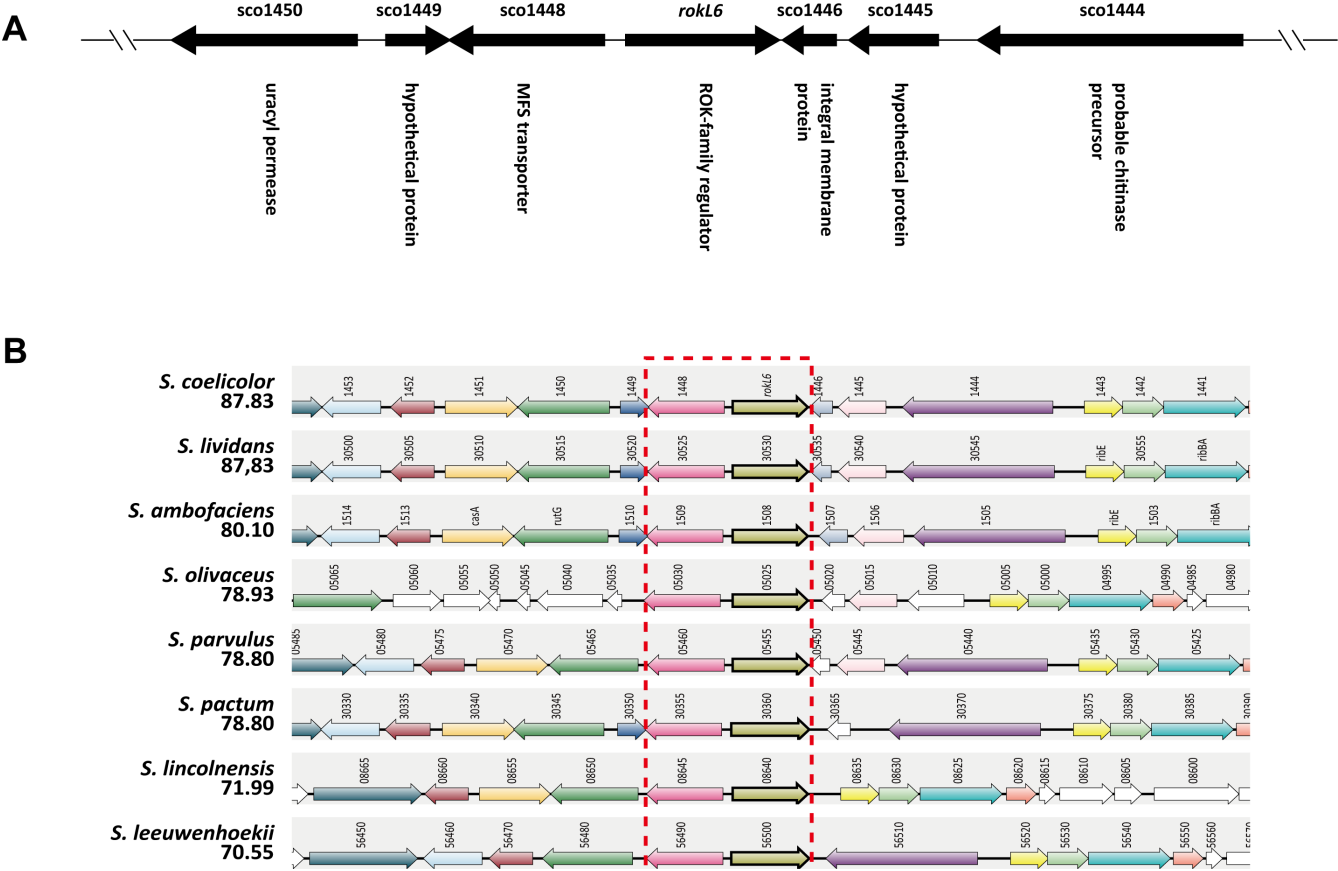 A
sco1450 sco1449 sco1448 rokL6 sco1446 sco1445 sco1444
uracyl permease
hypothetical protein
MFS transporter
ROK-family regulator
integral membrane
protein
hypothetical protein
probable chitinase
precursor
B
S. coelicolor
87.83
1453 1452 1451 1450 1449 1448 rokL6 1446 1445 1444 1443 1442 1441
S. lividans
87,83
30500 30505 30510 30515 30520 30525 30530 30535 30540 30545 ribE 30555 ribBA
S. ambofaciens
80.10
1514 1513 casA rutG 1510 1509 1508 1507 1506 1505 ribE 1503 ribBA
S. olivaceus
78.93
05065 05060 05055 05050 05045 05040 05035 05030 05025 05020 05015 05010 05005 05000 04995 04990 04985 04980
S. parvulus
78.80
05485 05480 05475 05470 05465 05460 05455 05450 05445 05440 05435 05430 05425
S. pactum
78.80
30330 30335 30340 30345 30350 30355 30360 30365 30370 30375 30380 30385
S. lincolnensis
71.99
08665 08660 08655 08650 08645 08640 08635 08630 08625 08620 08615 08610 08605 08600
S. leeuwenhoekii
70.55
56450 56460 56470 56480 56490 56500 56510 56520 56530 56540 56550 56560